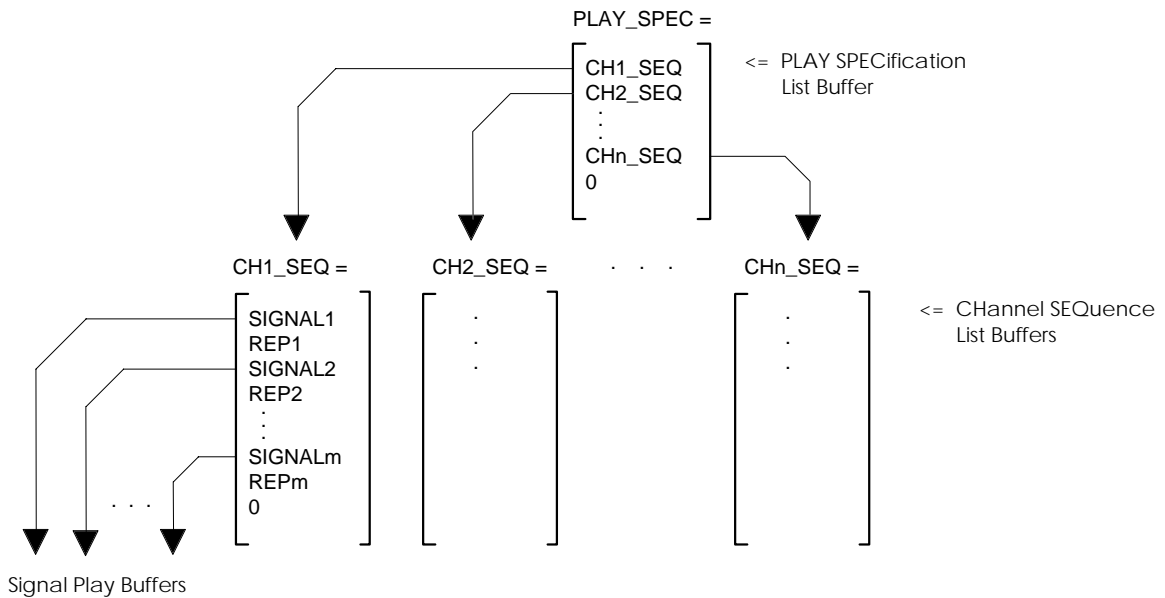 PLAY_SPEC =
CH1_SEQ
CH2_SEQ
.
.
.
CHn_SEQ
0
<= PLAY SPECification
List Buffer
CH1_SEQ =
CH2_SEQ =
. . .
CHn_SEQ =
SIGNAL1
REP1
SIGNAL2
REP2
.
.
.
SIGNALm
REPm
0
.
.
.
.
.
.
<= CHannel SEQuence
List Buffers
. . .
Signal Play Buffers